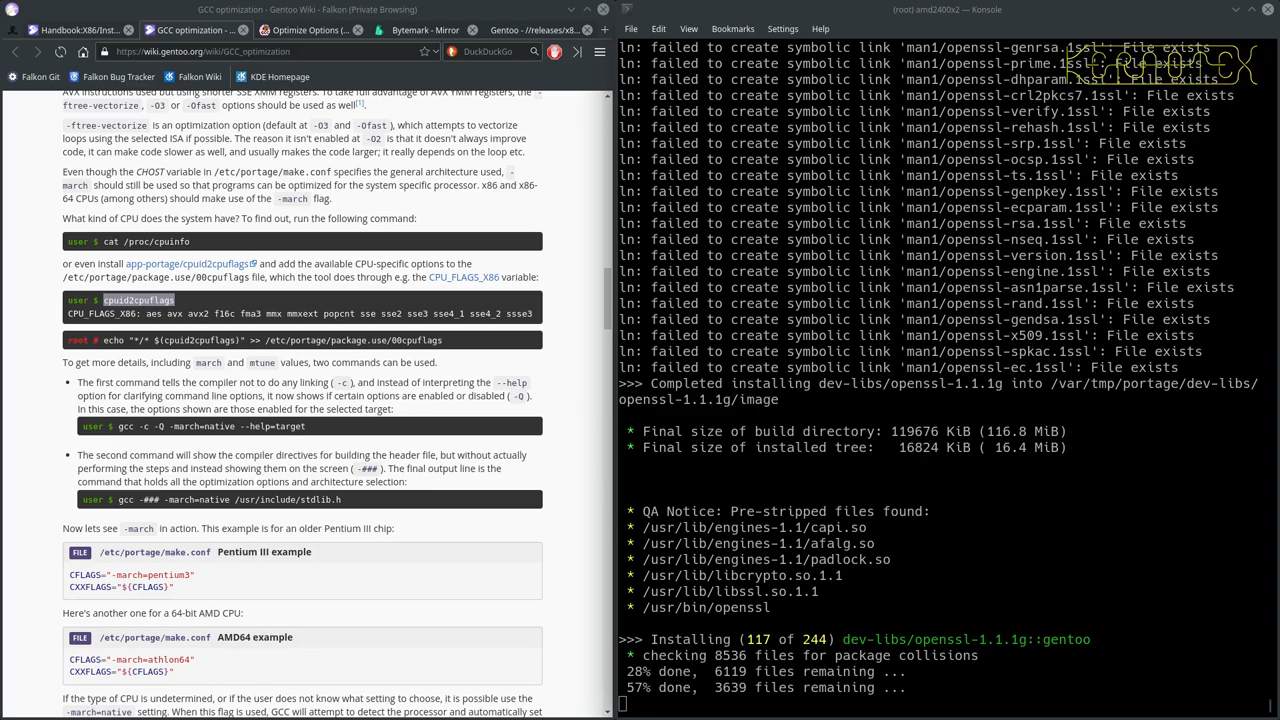 GCC optimization - Gentoo - Falkon (Private Browsing)
Handbook:X86/Inst
GCC optimization - G
Optimize Options (
Bytemark - Mirror
Gentoo -- releases/x8
https://wiki.gentoo.org/wiki/GCC_optimization
DuckDuckGo
Falkon Git
Falkon Bug Tracker
Falkon Wiki
KDE Homepage
AVX instructions used but using shorter SSE XMM registers. To take full advantage of AVX YMM registers, the -
ftree-vectorize, -O3 or -Ofast options should be used as well[1].
-ftree-vectorize is an optimization option (default at -O3 and -Ofast), which attempts to vectorize
loops using the selected ISA if possible. The reason it isn't enabled at -O2 is that it doesn't always improve
code, it can make code slower as well, and usually makes the code larger; it really depends on the loop etc.
Even though the CHOST variable in /etc/portage/make.conf specifies the general architecture used, -
march should still be used so that programs can be optimized for the system specific processor. x86 and x86-
64 CPUs (among others) should make use of the -march flag.
What kind of CPU does the system have? To find out, run the following command:
user $ cat /proc/cpuinfo
or even install app-portage/cpuid2cpuflags and add the available CPU-specific options to the
/etc/portage/package.use/00cpuflags file, which the tool does through e.g. the CPU_FLAGS_X86 variable:
user $ cpuid2cpuflags
CPU_FLAGS_X86: aes avx avx2 f16c fma3 mmx mmxext popcnt sse sse2 sse3 sse4_1 sse4_2 ssse3
root # echo "*/* $(cpuid2cpuflags)" >> /etc/portage/package.use/00cpuflags
To get more details, including march and mtune values, two commands can be used.
• The first command tells the compiler not to do any linking (-c), and instead of interpreting the --help
option for clarifying command line options, it now shows if certain options are enabled or disabled (-Q).
In this case, the options shown are those enabled for the selected target:
user $ gcc -c -Q -march=native --help=target
• The second command will show the compiler directives for building the header file, but without actually
performing the steps and instead showing them on the screen (-###). The final output line is the
command that holds all the optimization options and architecture selection:
user $ gcc -### -march=native /usr/include/stdlib.h
Now lets see -march in action. This example is for an older Pentium III chip:
FILE /etc/portage/make.conf Pentium III example
CFLAGS="-march=pentium3"
CXXFLAGS="${CFLAGS}"
Here's another one for a 64-bit AMD CPU:
FILE /etc/portage/make.conf AMD64 example
CFLAGS="-march=athlon64"
CXXFLAGS="${CFLAGS}"
If the type of CPU is undetermined, or if the user does not know what setting to choose, it is possible use the
-march=native setting. When this flag is used, GCC will attempt to detect the processor and automatically set
(root) amd2400x2 — Konsole
File Edit View Bookmarks Settings Help
ln: failed to create symbolic link 'man1/openssl-genrsa.1ssl': File exists
ln: failed to create symbolic link 'man1/openssl-prime.1ssl': File exists
ln: failed to create symbolic link 'man1/openssl-dhparam.1ssl': File exists
ln: failed to create symbolic link 'man1/openssl-crl2pkcs7.1ssl': File exists
ln: failed to create symbolic link 'man1/openssl-verify.1ssl': File exists
ln: failed to create symbolic link 'man1/openssl-rehash.1ssl': File exists
ln: failed to create symbolic link 'man1/openssl-srp.1ssl': File exists
ln: failed to create symbolic link 'man1/openssl-ocsp.1ssl': File exists
ln: failed to create symbolic link 'man1/openssl-ts.1ssl': File exists
ln: failed to create symbolic link 'man1/openssl-genpkey.1ssl': File exists
ln: failed to create symbolic link 'man1/openssl-ecparam.1ssl': File exists
ln: failed to create symbolic link 'man1/openssl-rsa.1ssl': File exists
ln: failed to create symbolic link 'man1/openssl-nseq.1ssl': File exists
ln: failed to create symbolic link 'man1/openssl-version.1ssl': File exists
ln: failed to create symbolic link 'man1/openssl-engine.1ssl': File exists
ln: failed to create symbolic link 'man1/openssl-asn1parse.1ssl': File exists
ln: failed to create symbolic link 'man1/openssl-rand.1ssl': File exists
ln: failed to create symbolic link 'man1/openssl-gendsa.1ssl': File exists
ln: failed to create symbolic link 'man1/openssl-x509.1ssl': File exists
ln: failed to create symbolic link 'man1/openssl-spkac.1ssl': File exists
ln: failed to create symbolic link 'man1/openssl-ec.1ssl': File exists
>>> Completed installing dev-libs/openssl-1.1.1g into /var/tmp/portage/dev-libs/
openssl-1.1.1g/image
* Final size of build directory: 119676 KiB (116.8 MiB)
* Final size of installed tree: 16824 KiB ( 16.4 MiB)
* QA Notice: Pre-stripped files found:
* /usr/lib/engines-1.1/capi.so
* /usr/lib/engines-1.1/afalg.so
* /usr/lib/engines-1.1/padlock.so
* /usr/lib/libcrypto.so.1.1
* /usr/lib/libssl.so.1.1
* /usr/bin/openssl
>>> Installing (117 of 244) dev-libs/openssl-1.1.1g::gentoo
* checking 8536 files for package collisions
28% done, 6119 files remaining ...
57% done, 3639 files remaining ...